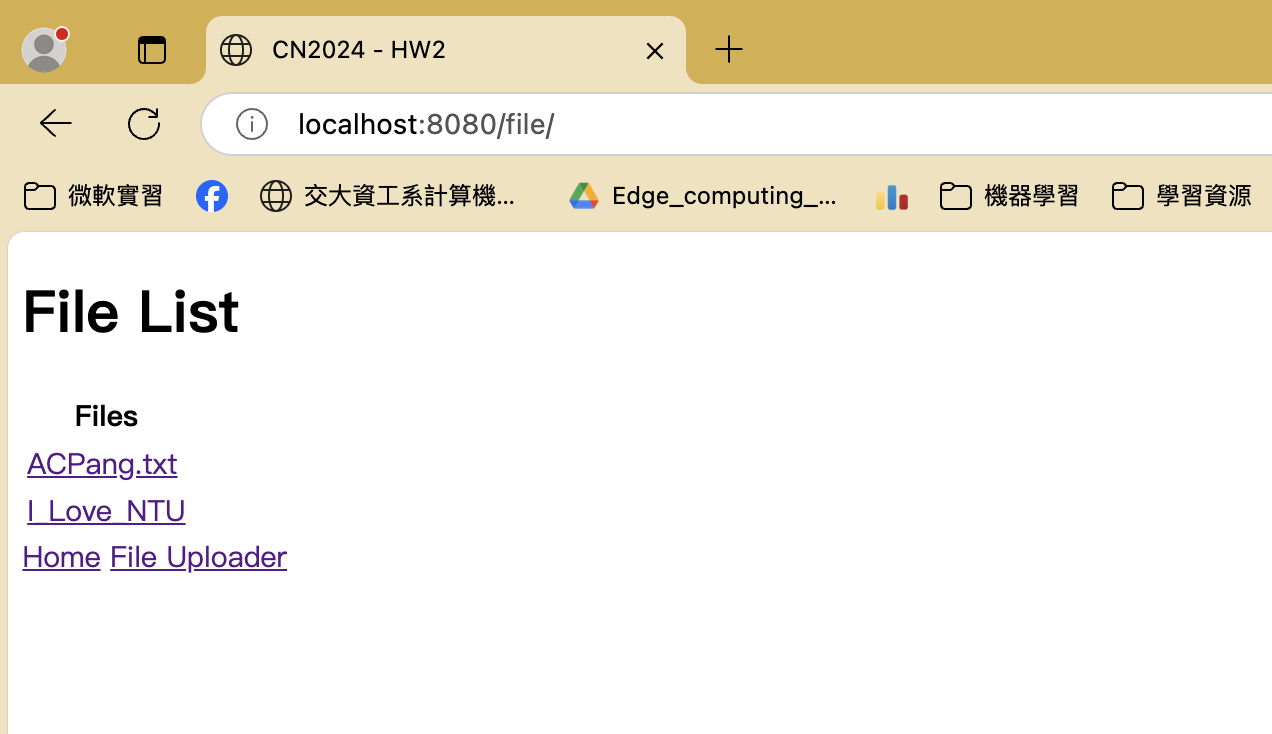 CN2024 - HW2
localhost:8080/file/
微軟實習 交大資工系計算機... Edge_computing_... 機器學習 學習資源
File List
Files
ACPang.txt
I_Love_NTU
Home File Uploader